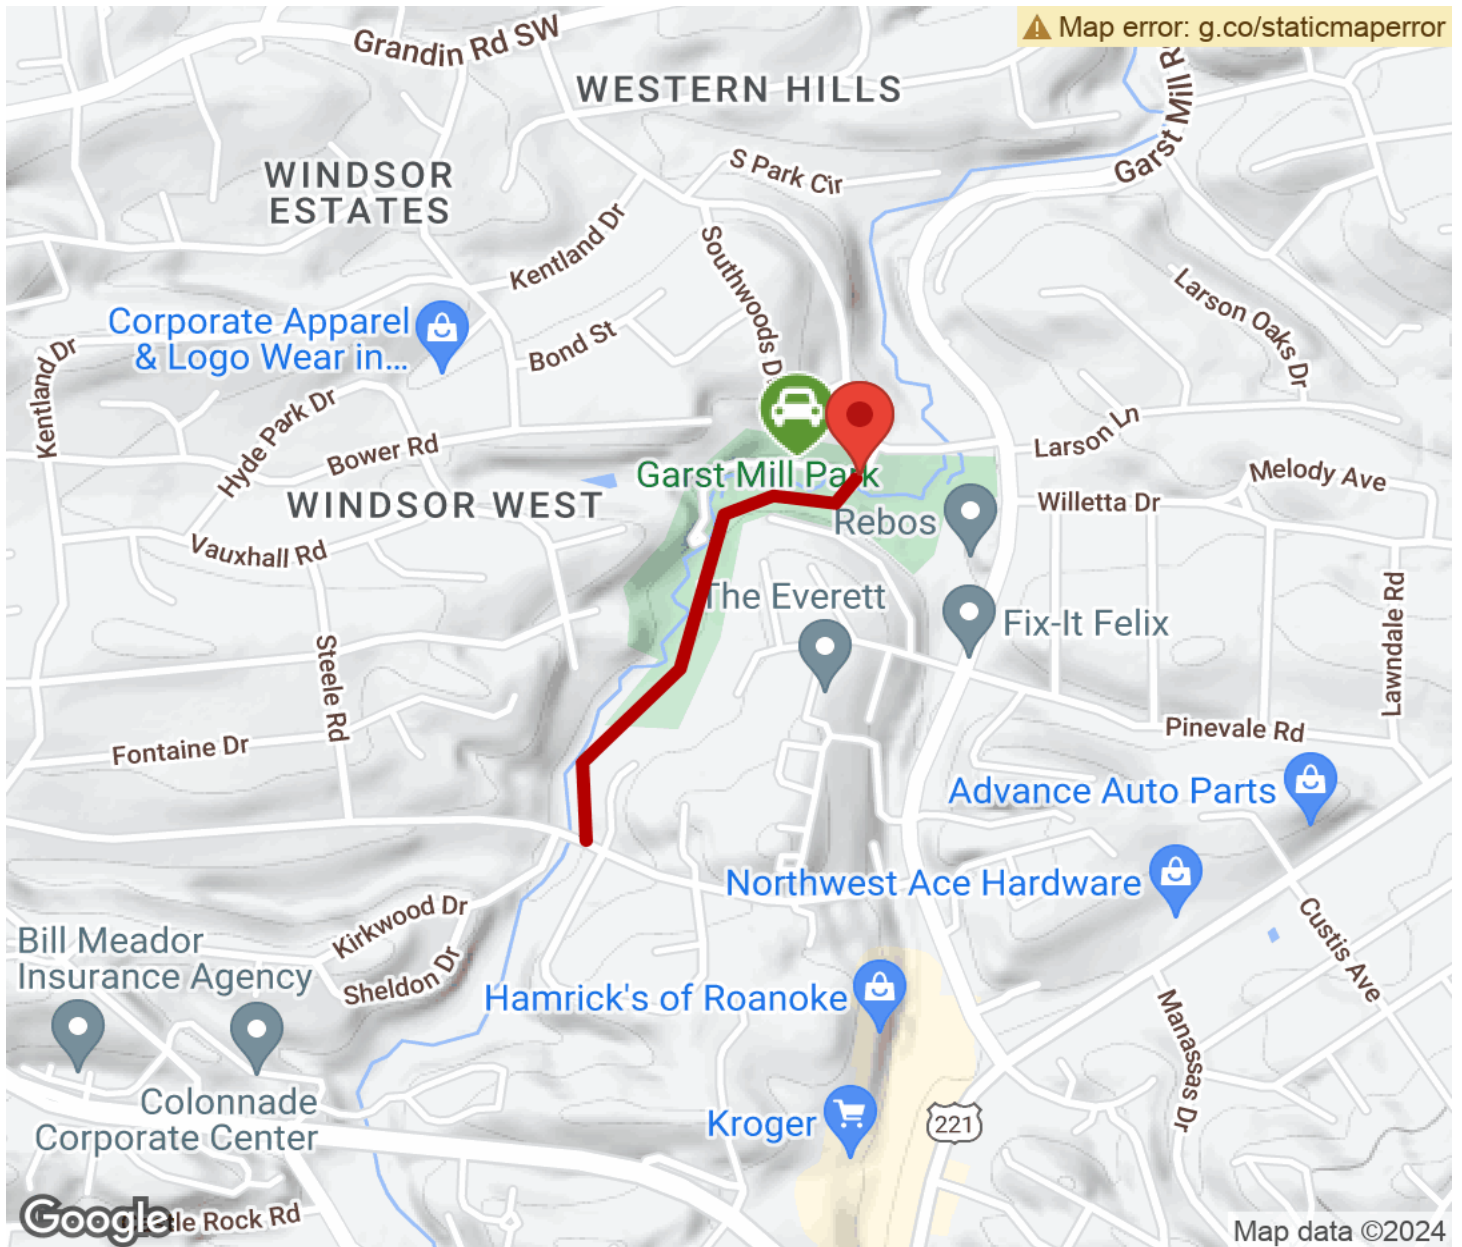 Grandin Rd SW
Map error: g.co/staticmaperror
WESTERN HILLS
Garst Mill R
S Park Cir
WINDSOR
ESTATES
Kentland Dr
Southwoods D
Larson Oaks Dr
Corporate Apparel
& Logo Wear in...
Bond St
Kentland Dr
Hyde Park Dr
Bower Rd
Larson Ln
Garst Mill Park
Melody Ave
WINDSOR WEST
Willetta Dr
Rebos
Vauxhall Rd
The Everett
Fix-It Felix
Lawndale Rd
Steele Rd
Pinevale Rd
Fontaine Dr
Advance Auto Parts
Northwest Ace Hardware
Kirkwood Dr
Custis Ave
Bill Meador
Insurance Agency
Sheldon Dr
Hamrick's of Roanoke
Manassas Dr
Colonnade
Corporate Center
Kroger
221
Google
Rock Rd
Map data ©2024